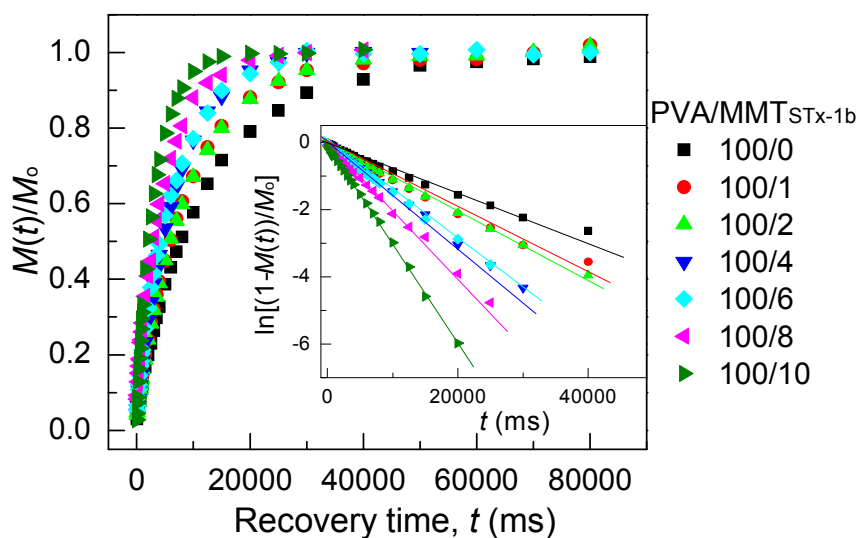 M(t)/Mo
1.0
0.8
0.6
0.4
0.2
0.0
0 20000 40000 60000 80000
Recovery time, t (ms)
ln[(1-M(t))/Mo]
0
-2
-4
-6
0 20000 40000
t (ms)
PVA/MMTSTx-1b
100/0
100/1
100/2
100/4
100/6
100/8
100/10